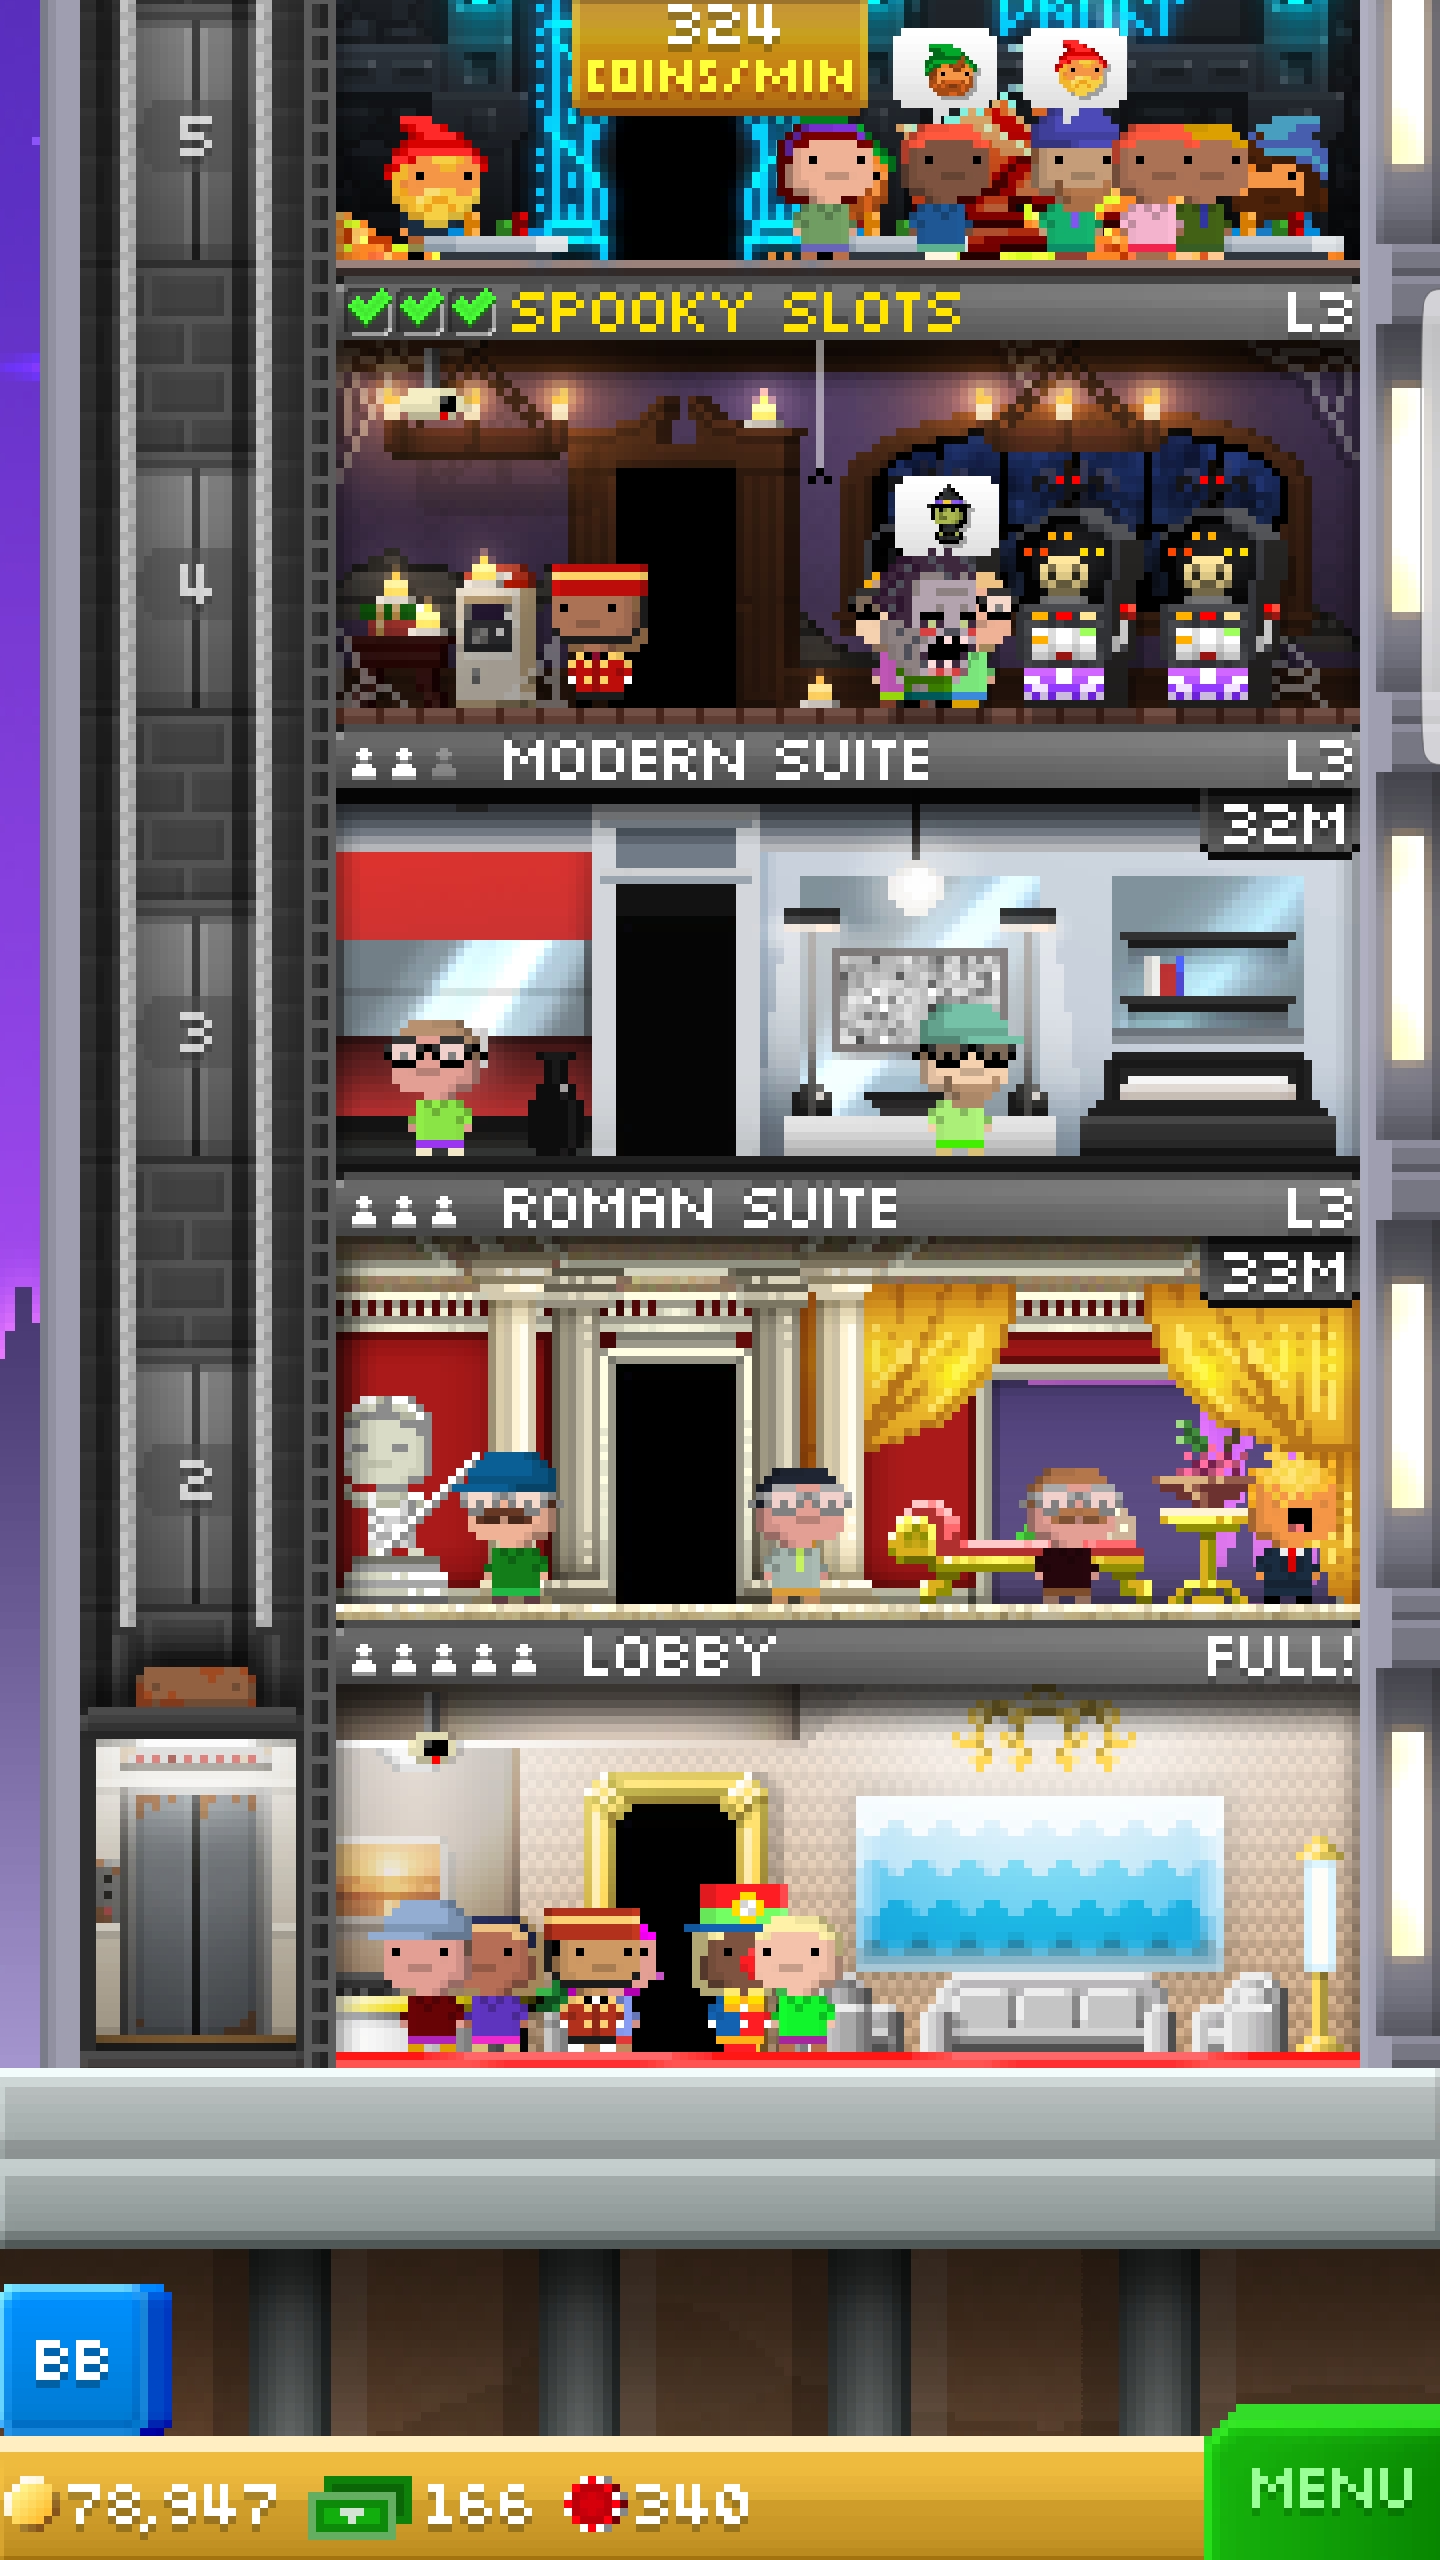 324
COINS/MIN
5
SPOOKY SLOTS L3
4
MODERN SUITE L3
32M
3
ROMAN SUITE L3
33M
2
LOBBY FULL!
BB
78,947 166 340
MENU